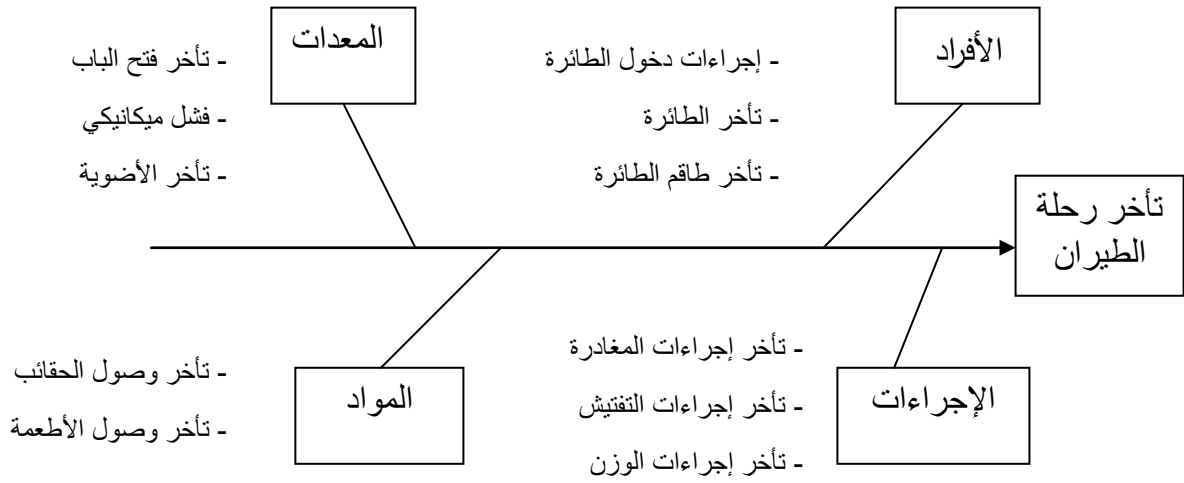 الأفراد
- إجراءات دخول الطائرة
- تأخر الطائرة
- تأخر طاقم الطائرة
المعدات
- تأخر فتح الباب
- فشل ميكانيكي
- تأخر الأضوية
تأخر رحلة
الطيران
الإجراءات
- تأخر إجراءات المغادرة
- تأخر إجراءات التفتيش
- تأخر إجراءات الوزن
المواد
- تأخر وصول الحقائب
- تأخر وصول الأطعمة